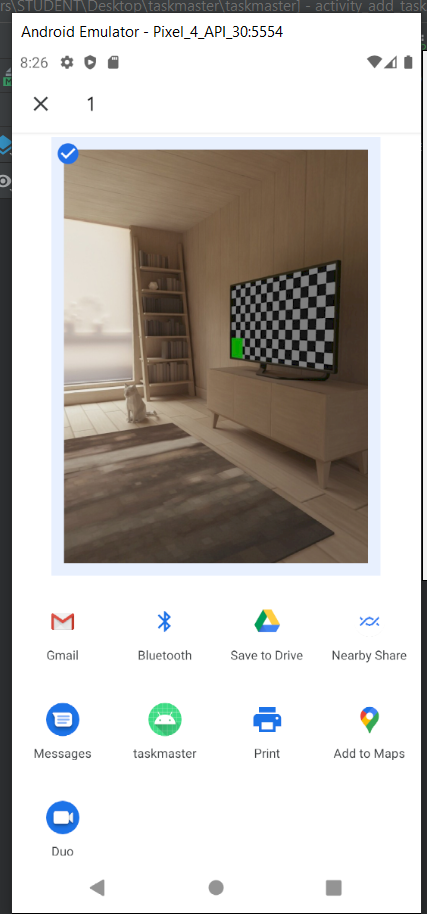 rs\STUDENT\Desktop\taskmaster\taskmaster] - activity_add_task
Android Emulator - Pixel_4_API_30:5554
8:26
1
Gmail
Bluetooth
Save to Drive
Nearby Share
Messages
taskmaster
Print
Add to Maps
Duo